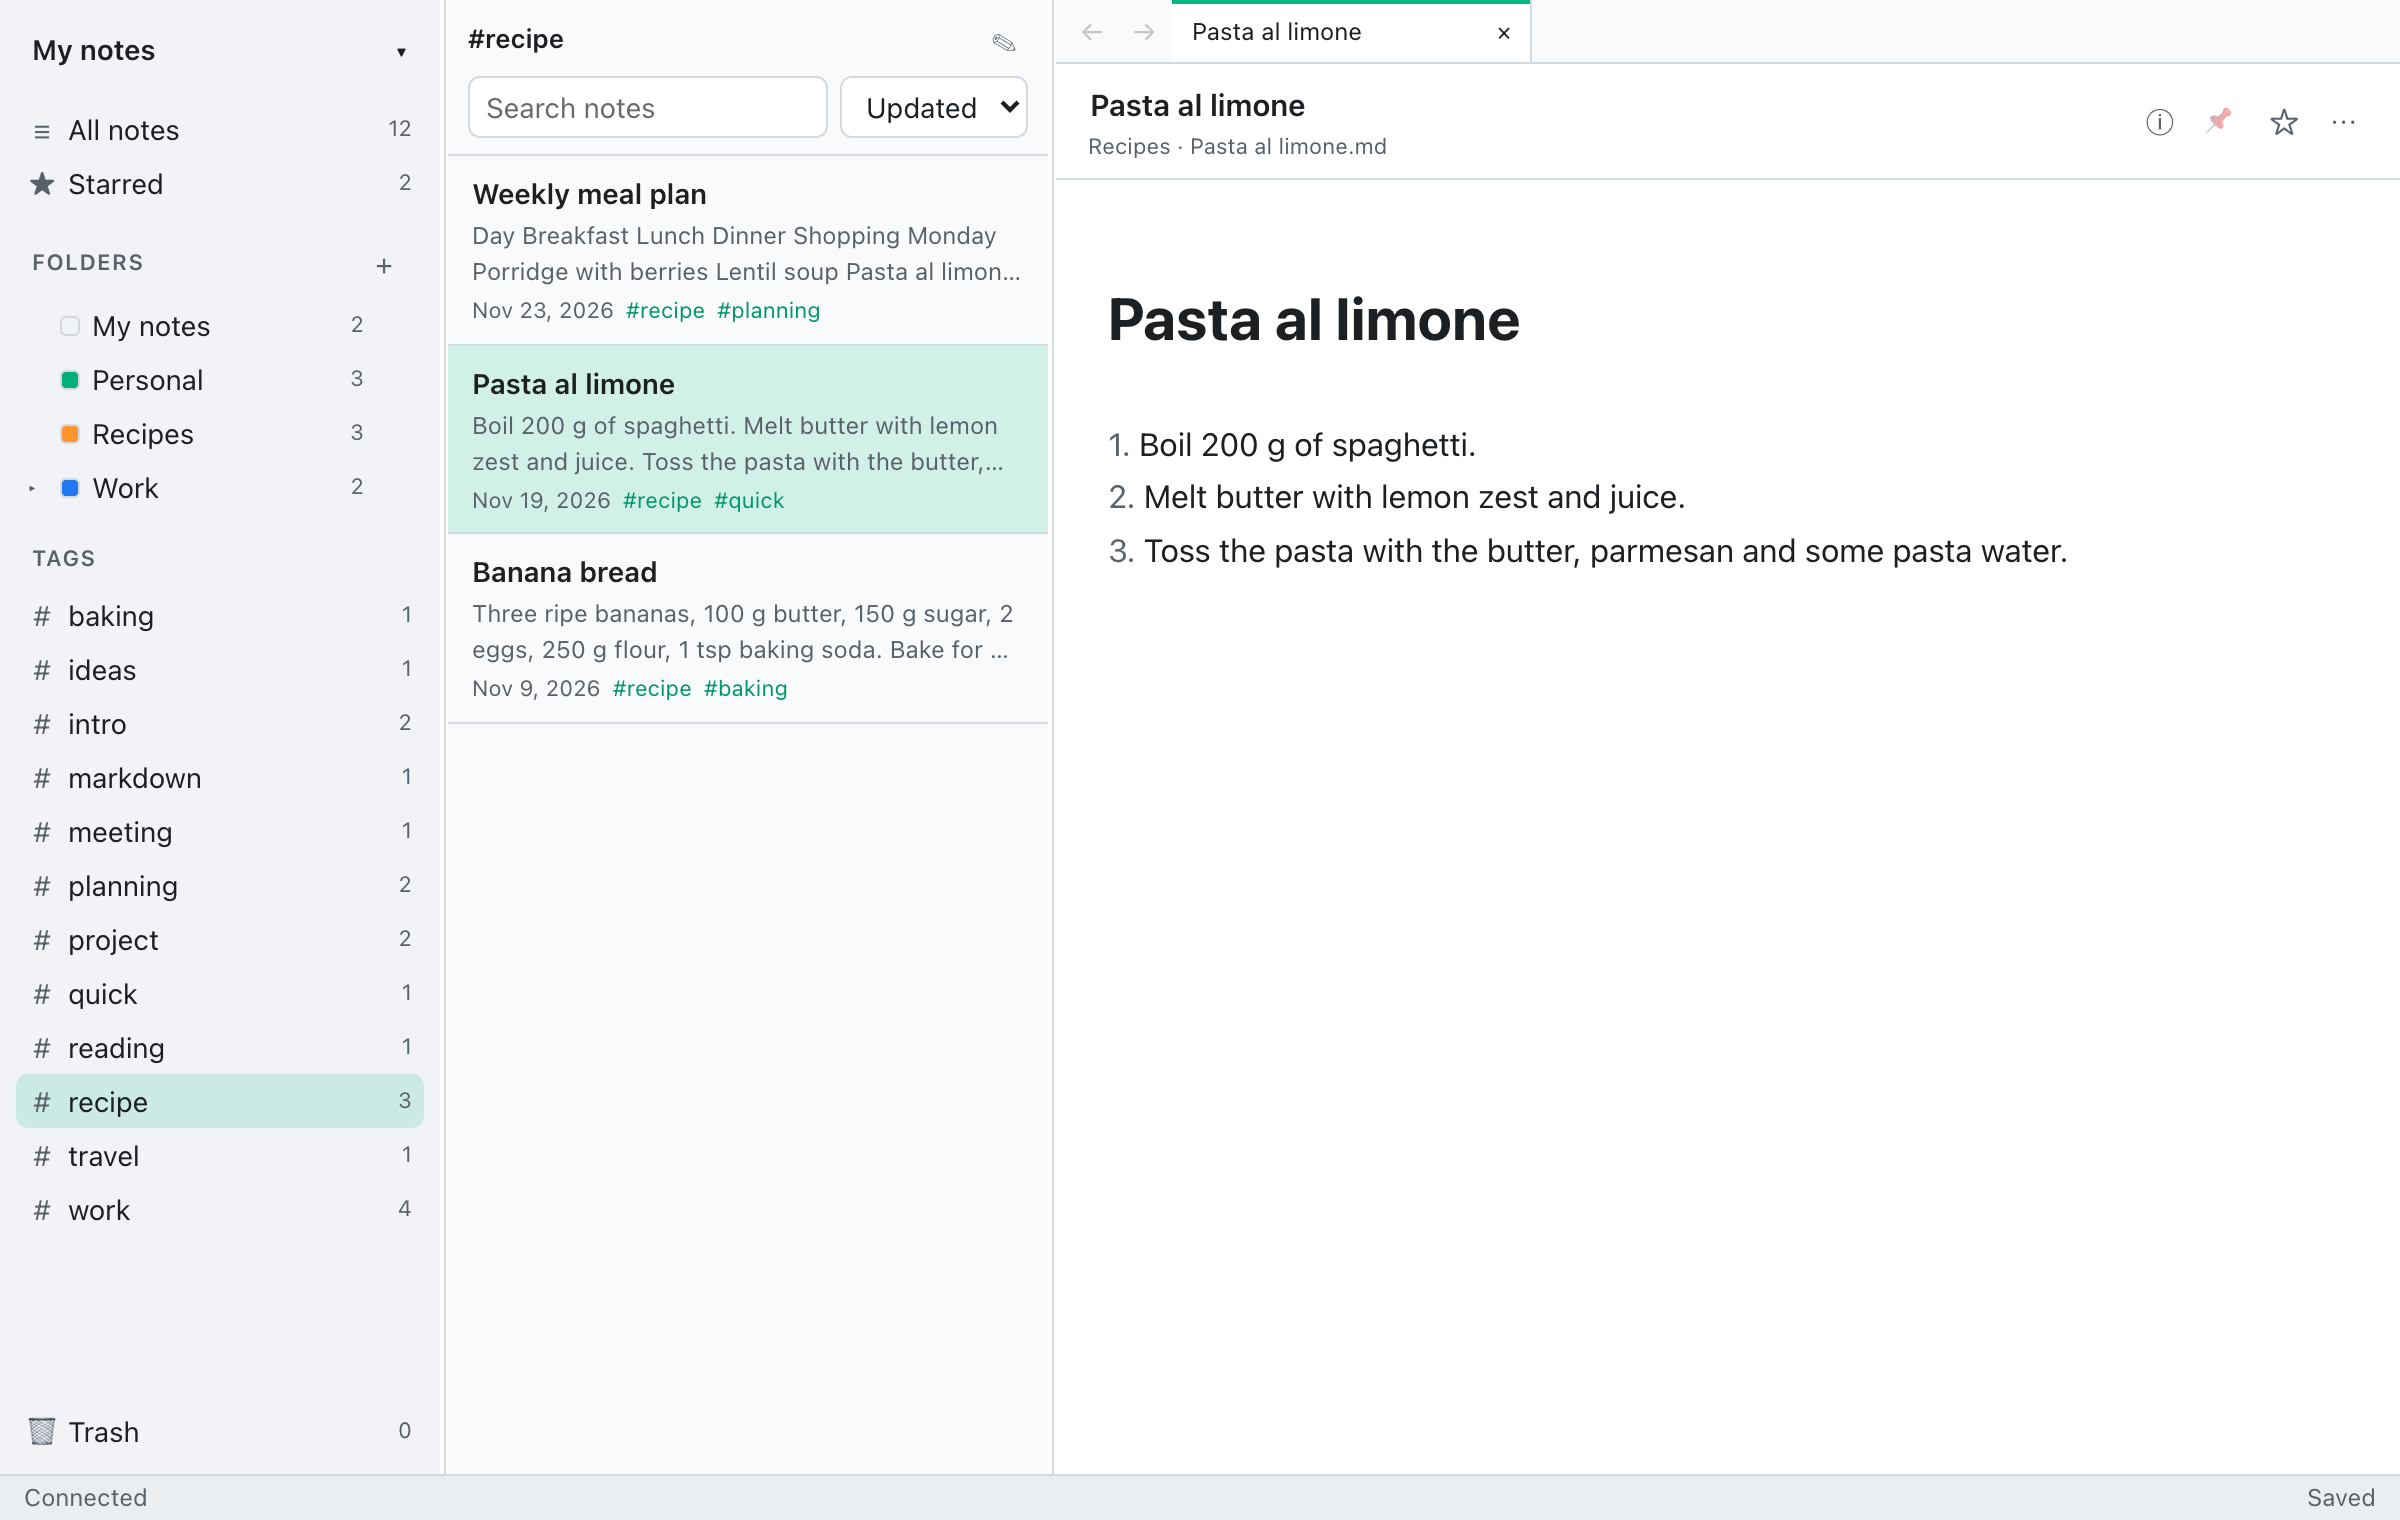 My notes
All notes 12
Starred 2
FOLDERS
My notes 2
Personal 3
Recipes 3
Work 2
TAGS
# baking 1
# ideas 1
# intro 2
# markdown 1
# meeting 1
# planning 2
# project 2
# quick 1
# reading 1
# recipe 3
# travel 1
# work 4
Trash 0
#recipe
Search notes Updated
Weekly meal plan
Day Breakfast Lunch Dinner Shopping Monday
Porridge with berries Lentil soup Pasta al limon...
Nov 23, 2026 #recipe #planning
Pasta al limone
Boil 200 g of spaghetti. Melt butter with lemon
zest and juice. Toss the pasta with the butter,...
Nov 19, 2026 #recipe #quick
Banana bread
Three ripe bananas, 100 g butter, 150 g sugar, 2
eggs, 250 g flour, 1 tsp baking soda. Bake for ...
Nov 9, 2026 #recipe #baking
Pasta al limone
Pasta al limone
Recipes · Pasta al limone.md
Pasta al limone
1. Boil 200 g of spaghetti.
2. Melt butter with lemon zest and juice.
3. Toss the pasta with the butter, parmesan and some pasta water.
Connected
Saved